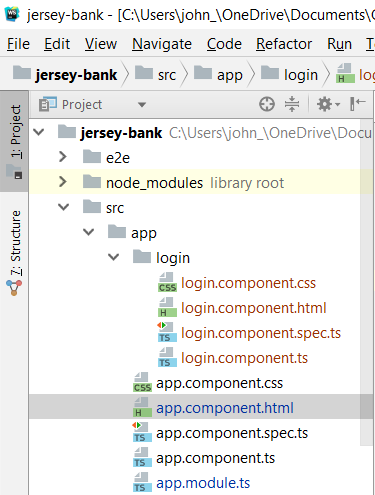 jersey-bank - [C:\Users\john_\OneDrive\Documents\
File Edit View Navigate Code Refactor Run T
jersey-bank src app login log
Project
jersey-bank C:\Users\john_\OneDrive\Docu
e2e
node_modules library root
src
app
login
login.component.css
login.component.html
login.component.spec.ts
login.component.ts
app.component.css
app.component.html
app.component.spec.ts
app.component.ts
app.module.ts
1: Project
7: Structure
WS
CSS
H
TS
TS
CSS
H
TS
TS
TS